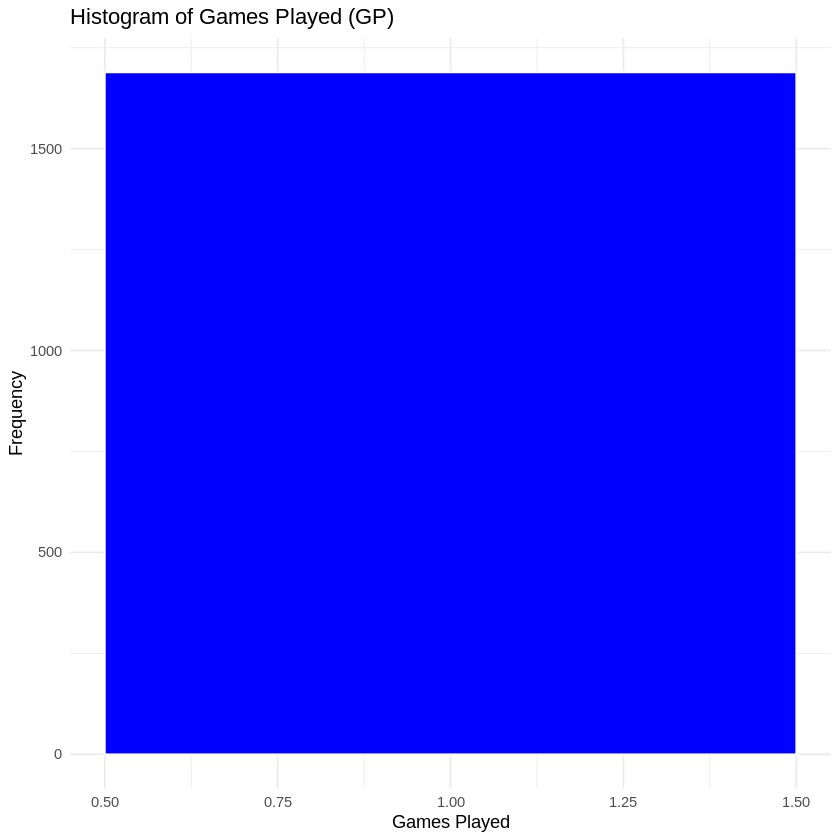 Histogram of Games Played (GP)
1500
1000
500
0
Frequency
0.50 0.75 1.00 1.25 1.50
Games Played